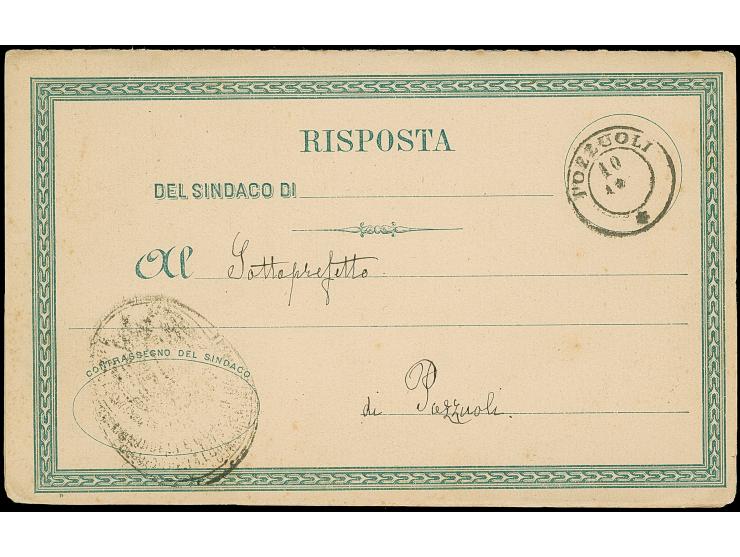 RISPOSTA
POZZUOLI
10
DEL SINDACO DI
Al Sottoprefetto
CONTRASSEGNO DEL SINDACO
di Pozzuoli.